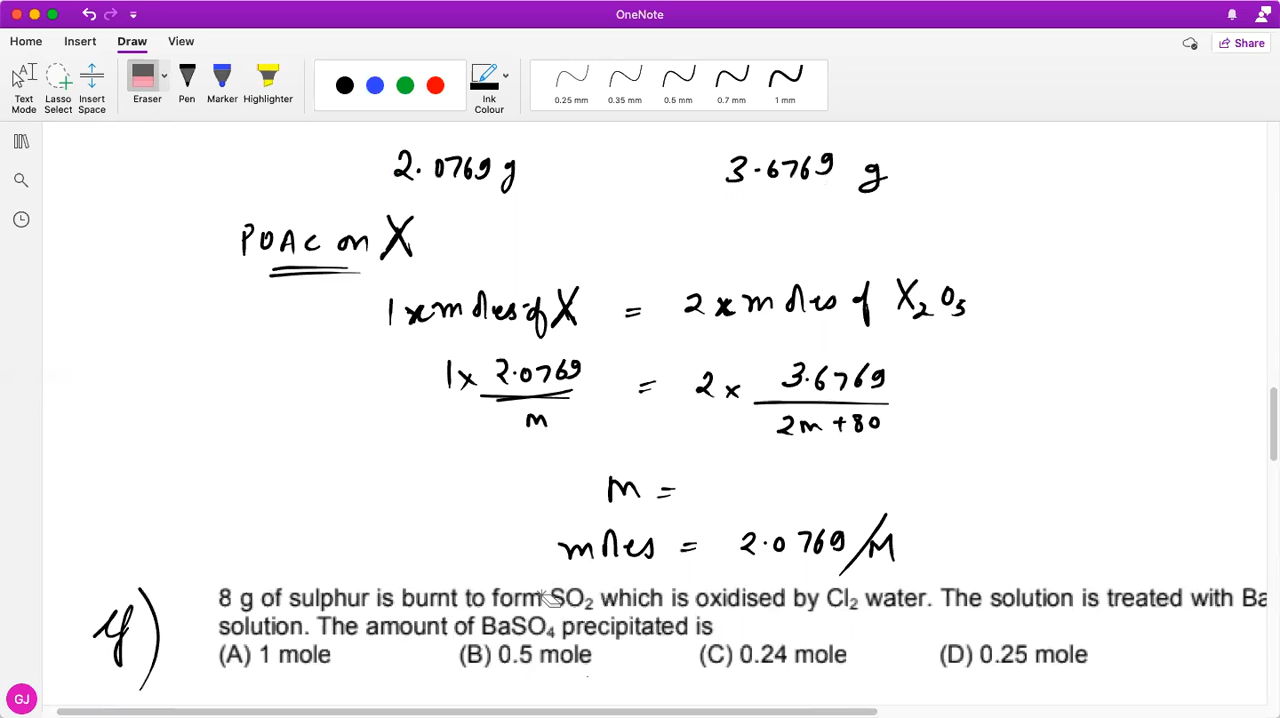 OneNote
Home Insert Draw View Share
Text Mode Lasso Select Insert Space Eraser Pen Marker Highlighter Ink Colour 0.25 mm 0.35 mm 0.5 mm 0.7 mm 1 mm
2.0769 g 3.6769 g
POAC on X
1 x moles of X = 2 x moles of X₂O₅
1 x 2.0769/m = 2 x 3.6769/2m + 80
M =
moles = 2.0769/M
4) 8 g of sulphur is burnt to form SO₂ which is oxidised by Cl₂ water. The solution is treated with Ba
solution. The amount of BaSO₄ precipitated is
(A) 1 mole (B) 0.5 mole (C) 0.24 mole (D) 0.25 mole
GJ